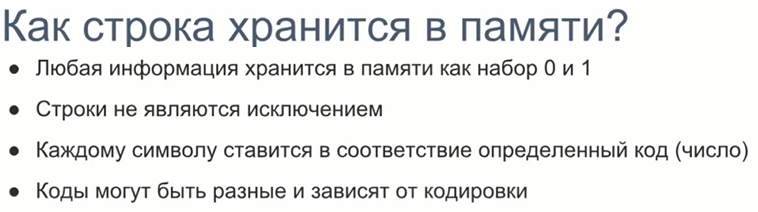 Как строка хранится в памяти?
● Любая информация хранится в памяти как набор 0 и 1
● Строки не являются исключением
● Каждому символу ставится в соответствие определенный код (число)
● Коды могут быть разные и зависят от кодировки